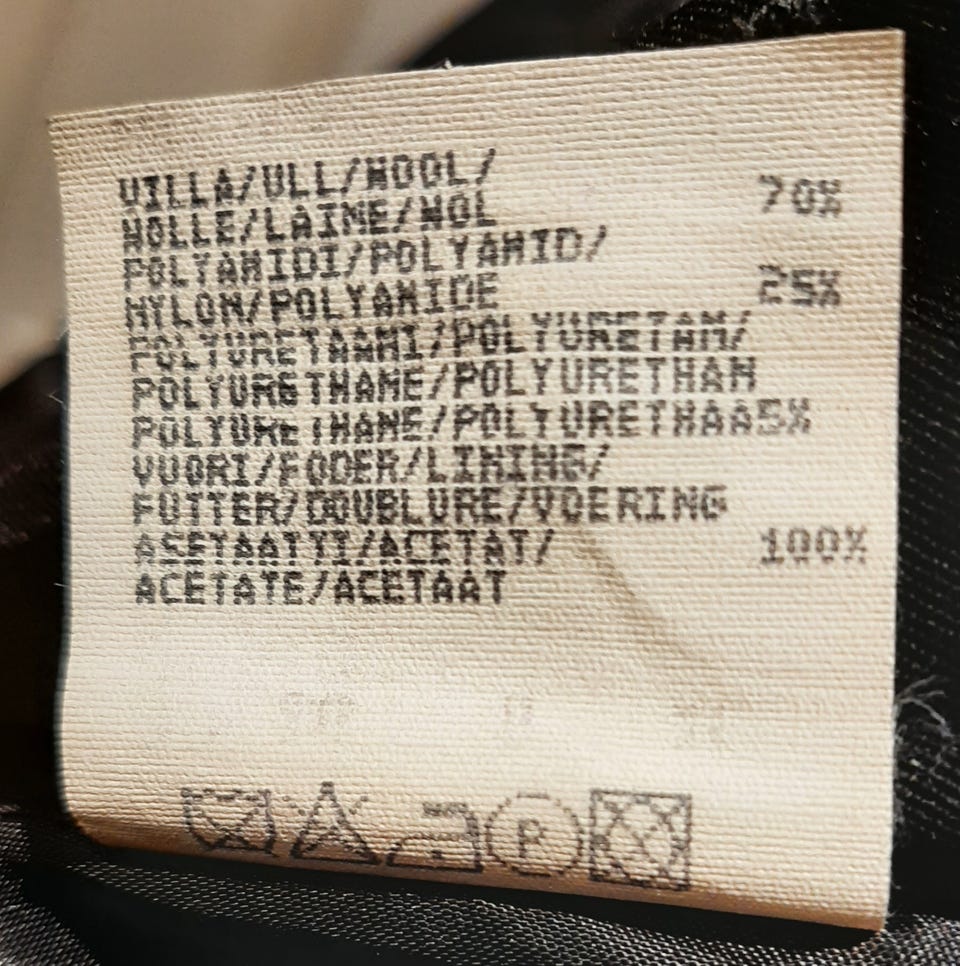 VILLA/ULL/WOOL/
WOLLE/LAINE/WOL 70%
POLYAMIDI/POLYAMID/
NYLON/POLYAMIDE 25%
POLYURETAANI/POLYURETAN/
POLYURETHANE/POLYURETHAN
POLYURETHANE/POLYURETHAA5%
VUORI/FODER/LINING/
FUTTER/DOUBLURE/VOERING
ASETAATTI/ACETAT/ 100%
ACETATE/ACETAAT
P